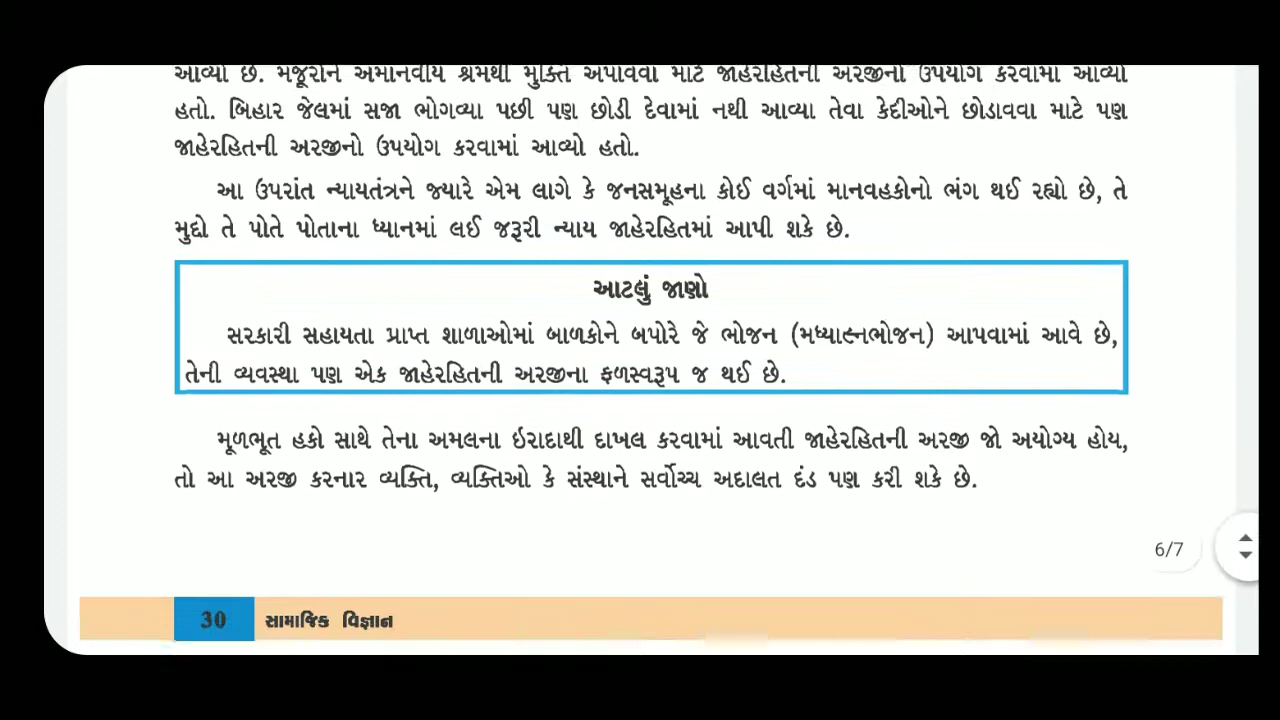 આવ્યો છે. મજૂરોને અમાનવીય શ્રમથી મુક્તિ અપાવવા માટે જાહેરહિતની અરજીનો ઉપયોગ કરવામાં આવ્યો
હતો. બિહાર જેલમાં સજા ભોગવ્યા પછી પણ છોડી દેવામાં નથી આવ્યા તેવા કેદીઓને છોડાવવા માટે પણ
જાહેરહિતની અરજીનો ઉપયોગ કરવામાં આવ્યો હતો.
આ ઉપરાંત ન્યાયતંત્રને જ્યારે એમ લાગે કે જનસમૂહના કોઈ વર્ગમાં માનવહકોનો ભંગ થઈ રહ્યો છે, તે
મુદ્દો તે પોતે પોતાના ધ્યાનમાં લઈ જરૂરી ન્યાય જાહેરહિતમાં આપી શકે છે.
આટલું જાણો
સરકારી સહાયતા પ્રાપ્ત શાળાઓમાં બાળકોને બપોરે જે ભોજન (મધ્યાહ્નભોજન) આપવામાં આવે છે,
તેની વ્યવસ્થા પણ એક જાહેરહિતની અરજીના ફળસ્વરૂપ જ થઈ છે.
મૂળભૂત હકો સાથે તેના અમલના ઇરાદાથી દાખલ કરવામાં આવતી જાહેરહિતની અરજી જો અયોગ્ય હોય,
તો આ અરજી કરનાર વ્યક્તિ, વ્યક્તિઓ કે સંસ્થાને સર્વોચ્ચ અદાલત દંડ પણ કરી શકે છે.
6/7
30 સામાજિક વિજ્ઞાન